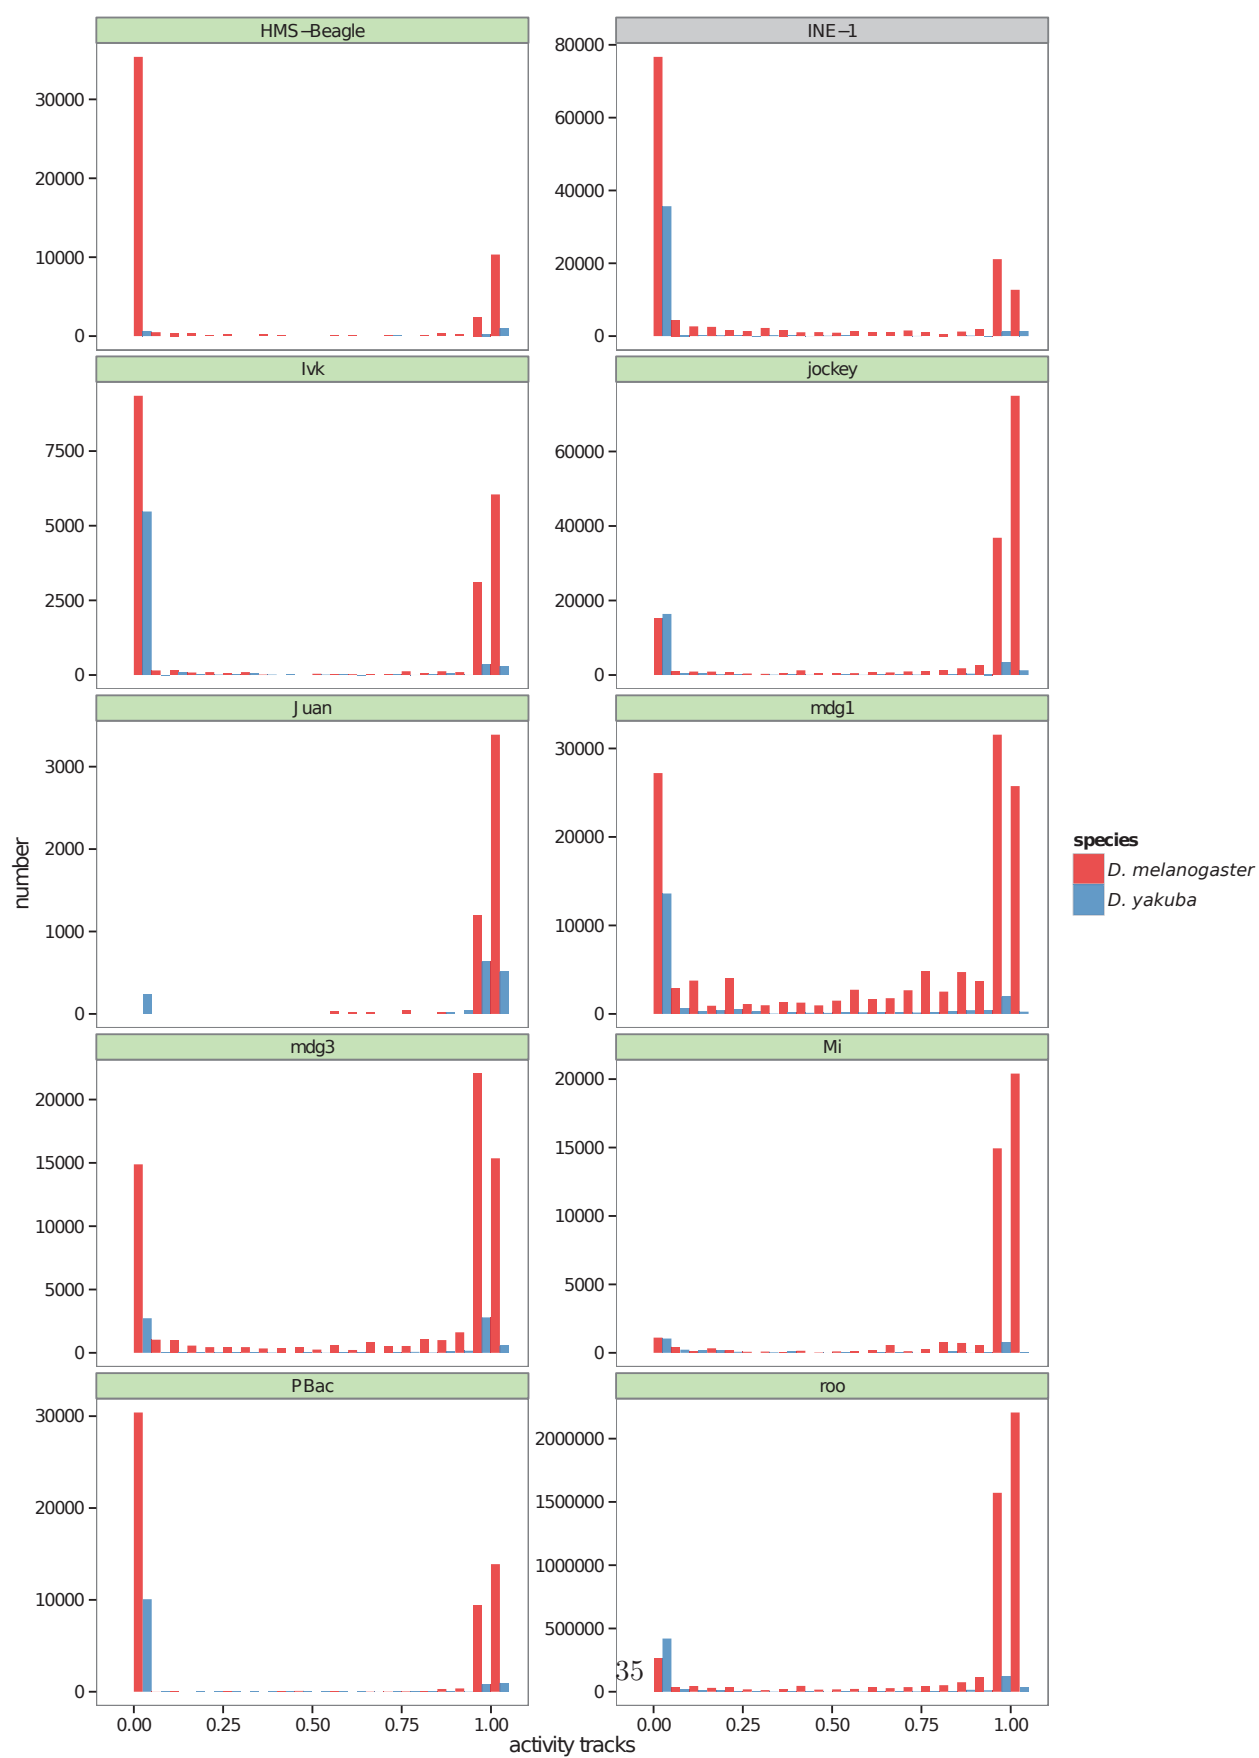 HMS−Beagle
INE−1
30000
20000
10000
0
80000
60000
40000
20000
0
Ivk
jockey
7500
5000
2500
0
60000
40000
20000
0
Juan
mdg1
3000
2000
1000
0
30000
20000
10000
0
number
species
D. melanogaster
D. yakuba
mdg3
Mi
20000
15000
10000
5000
0
20000
15000
10000
5000
0
PBac
roo
30000
20000
10000
0
2000000
1500000
1000000
500000
0
35
0.00 0.25 0.50 0.75 1.00
0.00 0.25 0.50 0.75 1.00
activity tracks